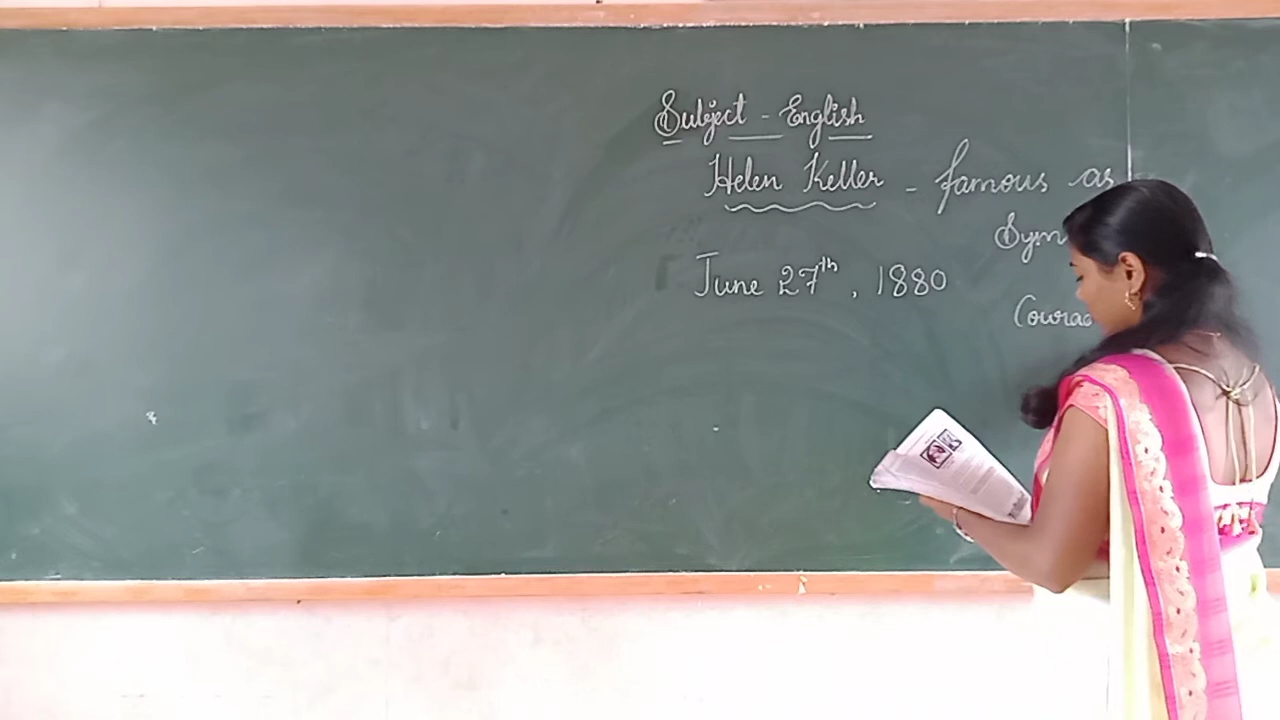 Subject - English
Helen Keller - famous as
June 27th, 1880